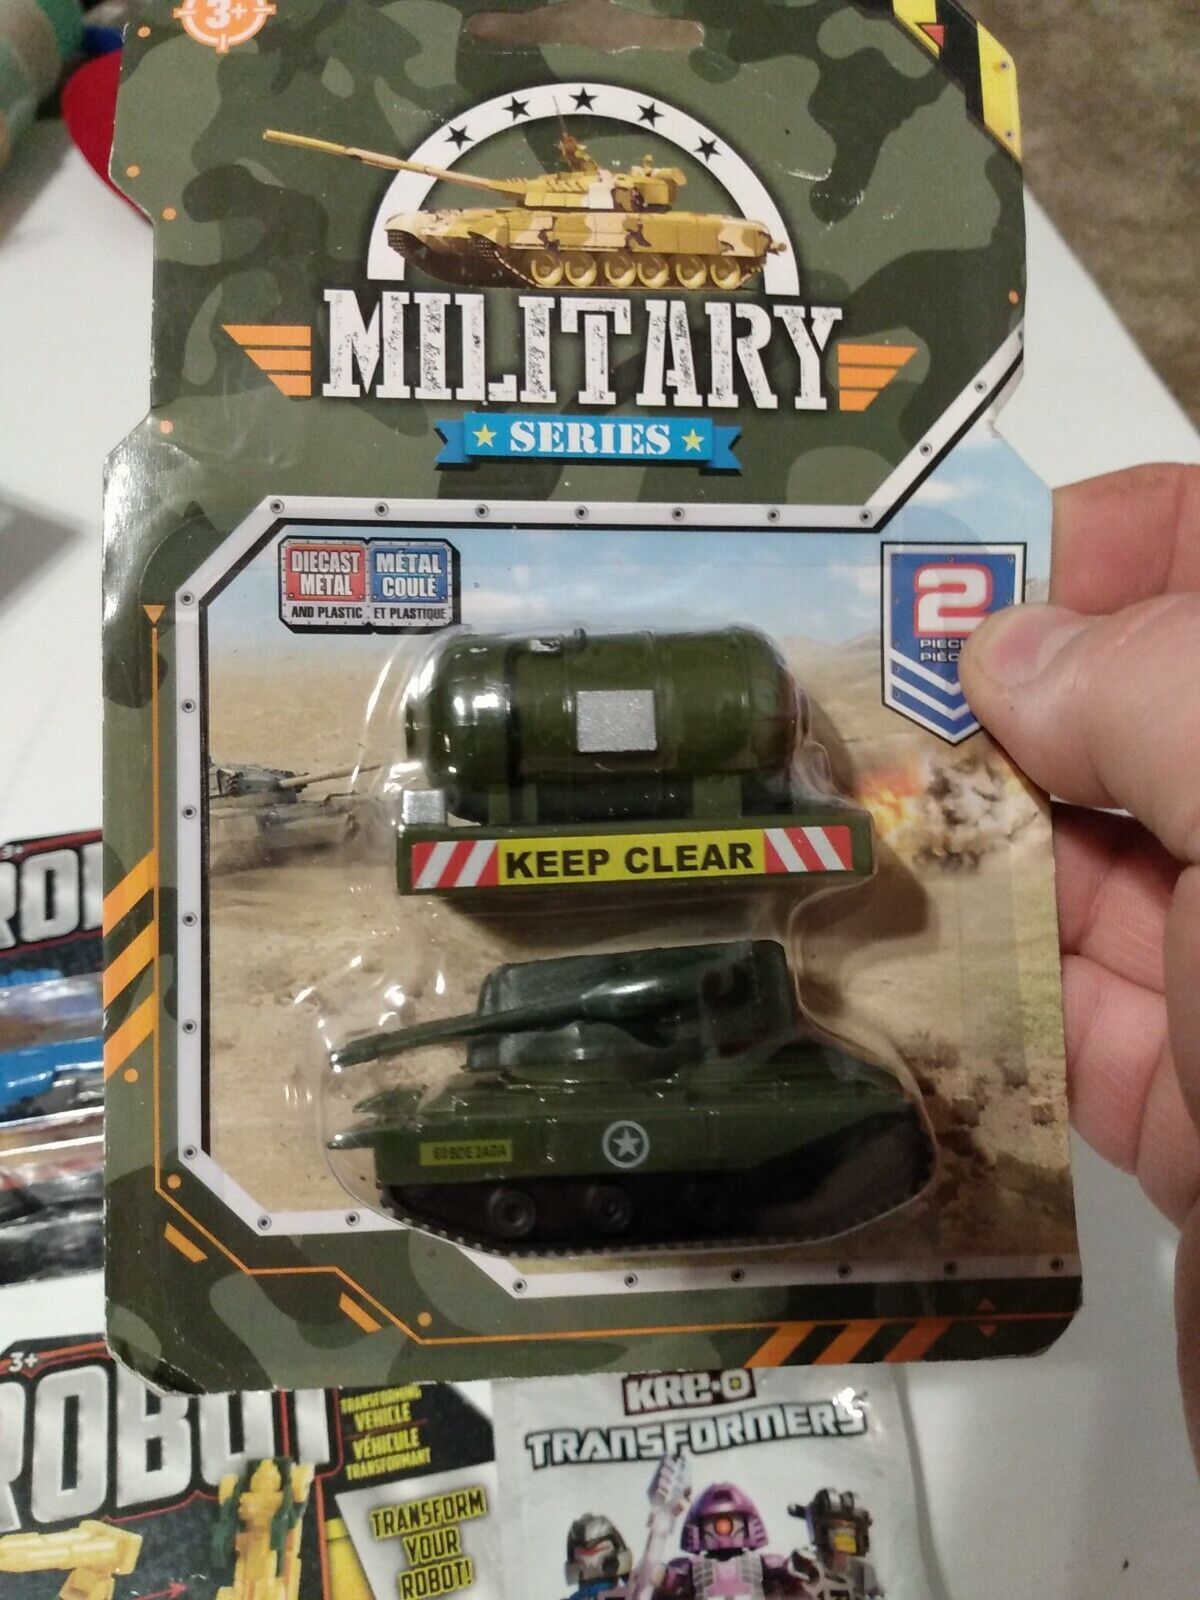 3+
MILITARY
SERIES
DIECAST METAL
AND PLASTIC
MÉTAL COULÉ
ET PLASTIQUE
2
KEEP CLEAR
3+
ROBOT
TRANSFORMING
VEHICLE
VÉHICULE
TRANSFORMANT
TRANSFORM
YOUR
ROBOT!
KRE-O
TRANSFORMERS